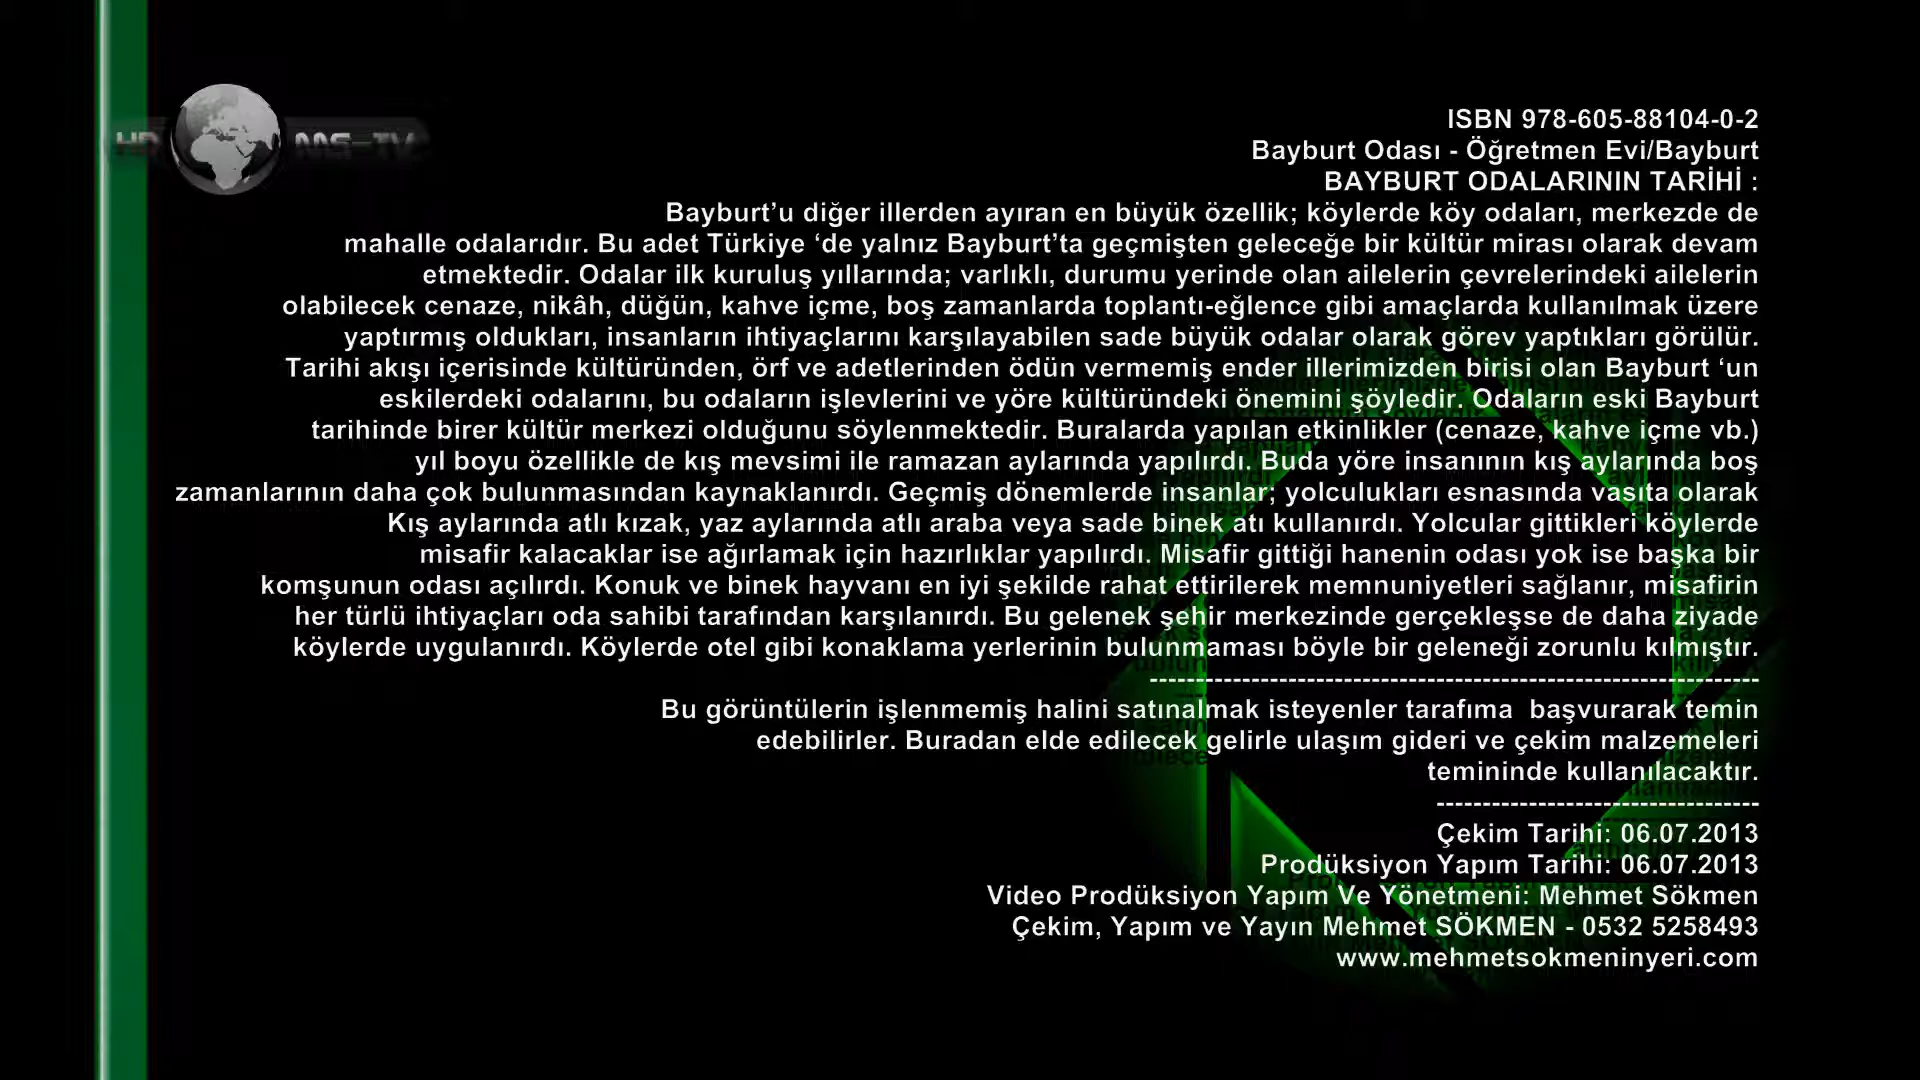 HD MS-TV
ISBN 978-605-88104-0-2
Bayburt Odası - Öğretmen Evi/Bayburt
BAYBURT ODALARININ TARİHİ :
Bayburt’u diğer illerden ayıran en büyük özellik; köylerde köy odaları, merkezde de
mahalle odalarıdır. Bu adet Türkiye ‘de yalnız Bayburt’ta geçmişten geleceğe bir kültür mirası olarak devam
etmektedir. Odalar ilk kuruluş yıllarında; varlıklı, durumu yerinde olan ailelerin çevrelerindeki ailelerin
olabilecek cenaze, nikâh, düğün, kahve içme, boş zamanlarda toplantı-eğlence gibi amaçlarda kullanılmak üzere
yaptırmış oldukları, insanların ihtiyaçlarını karşılayabilen sade büyük odalar olarak görev yaptıkları görülür.
Tarihi akışı içerisinde kültüründen, örf ve adetlerinden ödün vermemiş ender illerimizden birisi olan Bayburt ‘un
eskilerdeki odalarını, bu odaların işlevlerini ve yöre kültüründeki önemini şöyledir. Odaların eski Bayburt
tarihinde birer kültür merkezi olduğunu söylenmektedir. Buralarda yapılan etkinlikler (cenaze, kahve içme vb.)
yıl boyu özellikle de kış mevsimi ile ramazan aylarında yapılırdı. Buda yöre insanının kış aylarında boş
zamanlarının daha çok bulunmasından kaynaklanırdı. Geçmiş dönemlerde insanlar; yolculukları esnasında vasıta olarak
Kış aylarında atlı kızak, yaz aylarında atlı araba veya sade binek atı kullanırdı. Yolcular gittikleri köylerde
misafir kalacaklar ise ağırlamak için hazırlıklar yapılırdı. Misafir gittiği hanenin odası yok ise başka bir
komşunun odası açılırdı. Konuk ve binek hayvanı en iyi şekilde rahat ettirilerek memnuniyetleri sağlanır, misafirin
her türlü ihtiyaçları oda sahibi tarafından karşılanırdı. Bu gelenek şehir merkezinde gerçekleşse de daha ziyade
köylerde uygulanırdı. Köylerde otel gibi konaklama yerlerinin bulunmaması böyle bir geleneği zorunlu kılmıştır.
------------------------------------------------------------------
Bu görüntülerin işlenmemiş halini satınalmak isteyenler tarafıma  başvurarak temin
edebilirler. Buradan elde edilecek gelirle ulaşım gideri ve çekim malzemeleri
temininde kullanılacaktır.
-----------------------------------
Çekim Tarihi: 06.07.2013
Prodüksiyon Yapım Tarihi: 06.07.2013
Video Prodüksiyon Yapım Ve Yönetmeni: Mehmet Sökmen
Çekim, Yapım ve Yayın Mehmet SÖKMEN - 0532 5258493
www.mehmetsokmeninyeri.com